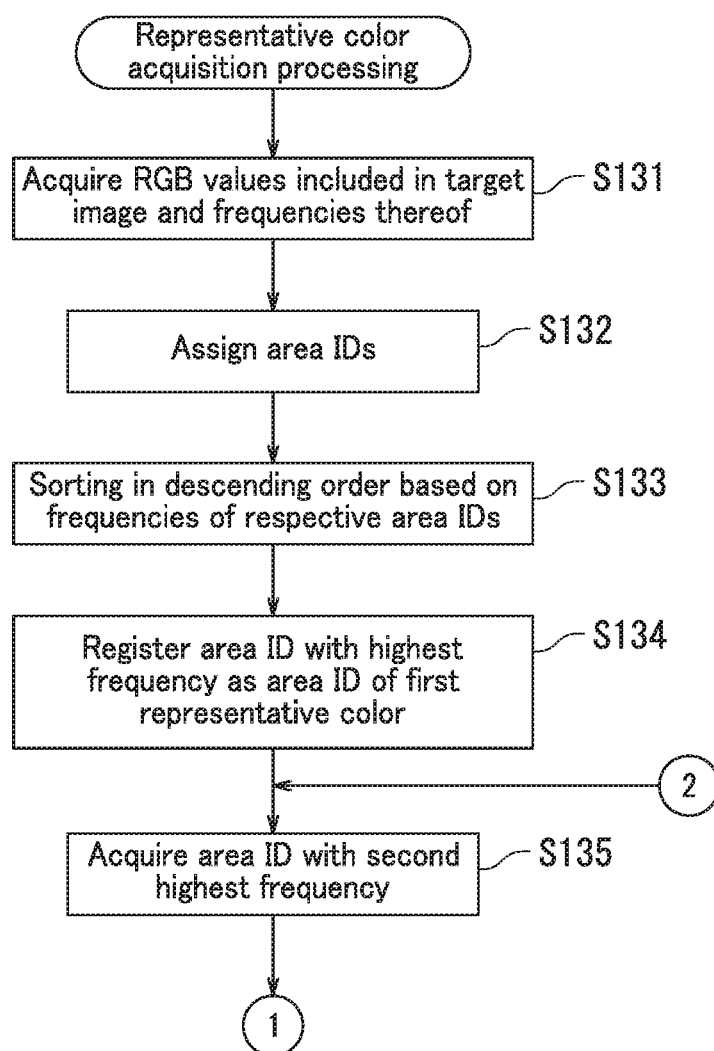 Representative color
acquisition processing
Acquire RGB values included in target
image and frequencies thereof
S131
Assign area IDs
S132
Sorting in descending order based on
frequencies of respective area IDs
S133
Register area ID with highest
frequency as area ID of first
representative color
S134
2
Acquire area ID with second
highest frequency
S135
1